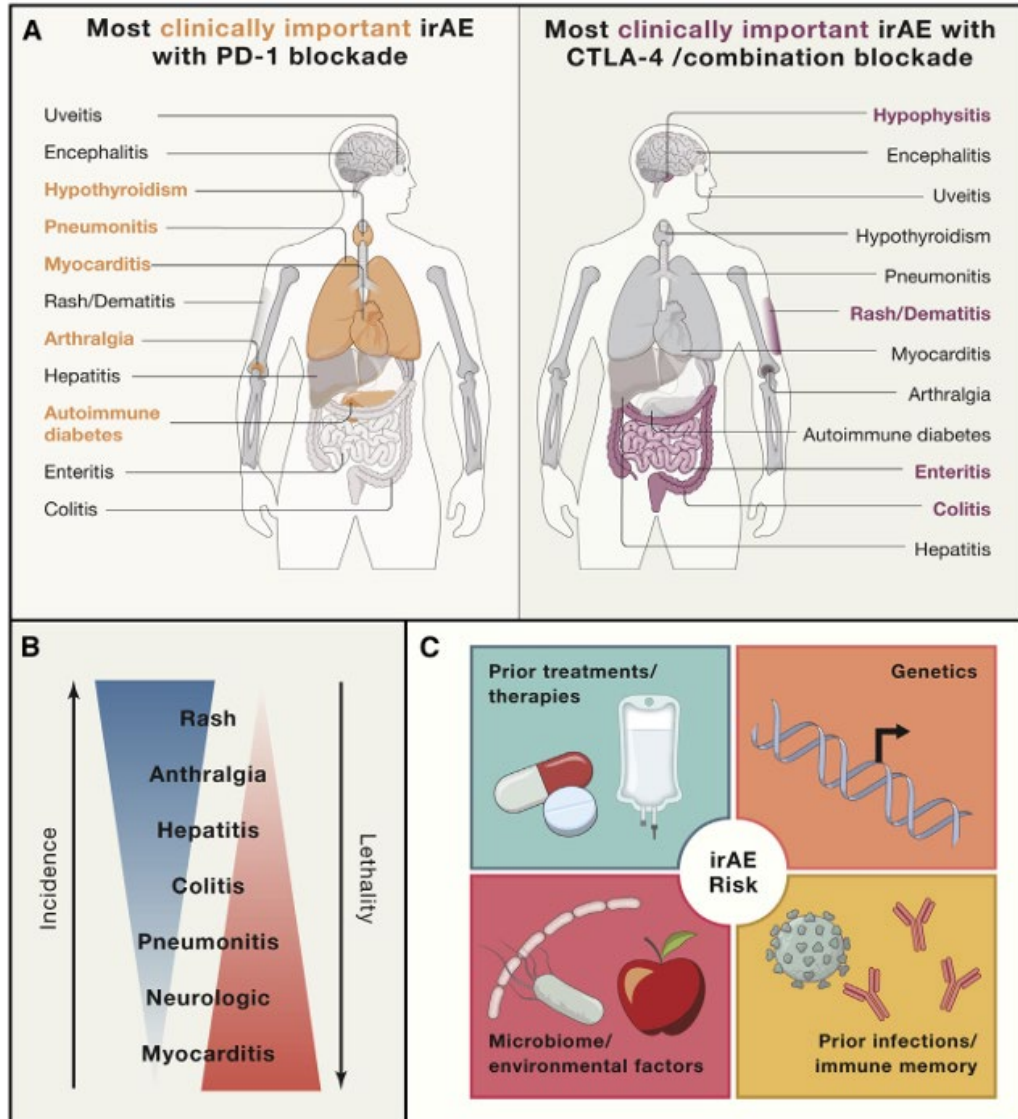 A
Most clinically important irAE
with PD-1 blockade
Uveitis
Encephalitis
Hypothyroidism
Pneumonitis
Myocarditis
Rash/Dematitis
Arthralgia
Hepatitis
Autoimmune
diabetes
Enteritis
Colitis
Most clinically important irAE with
CTLA-4 /combination blockade
Hypophysitis
Encephalitis
Uveitis
Hypothyroidism
Pneumonitis
Rash/Dematitis
Myocarditis
Arthralgia
Autoimmune diabetes
Enteritis
Colitis
Hepatitis
B
Incidence
Rash
Anthralgia
Hepatitis
Colitis
Pneumonitis
Neurologic
Myocarditis
Lethality
C
Prior treatments/
therapies
Genetics
irAE
Risk
Microbiome/
environmental factors
Prior infections/
immune memory